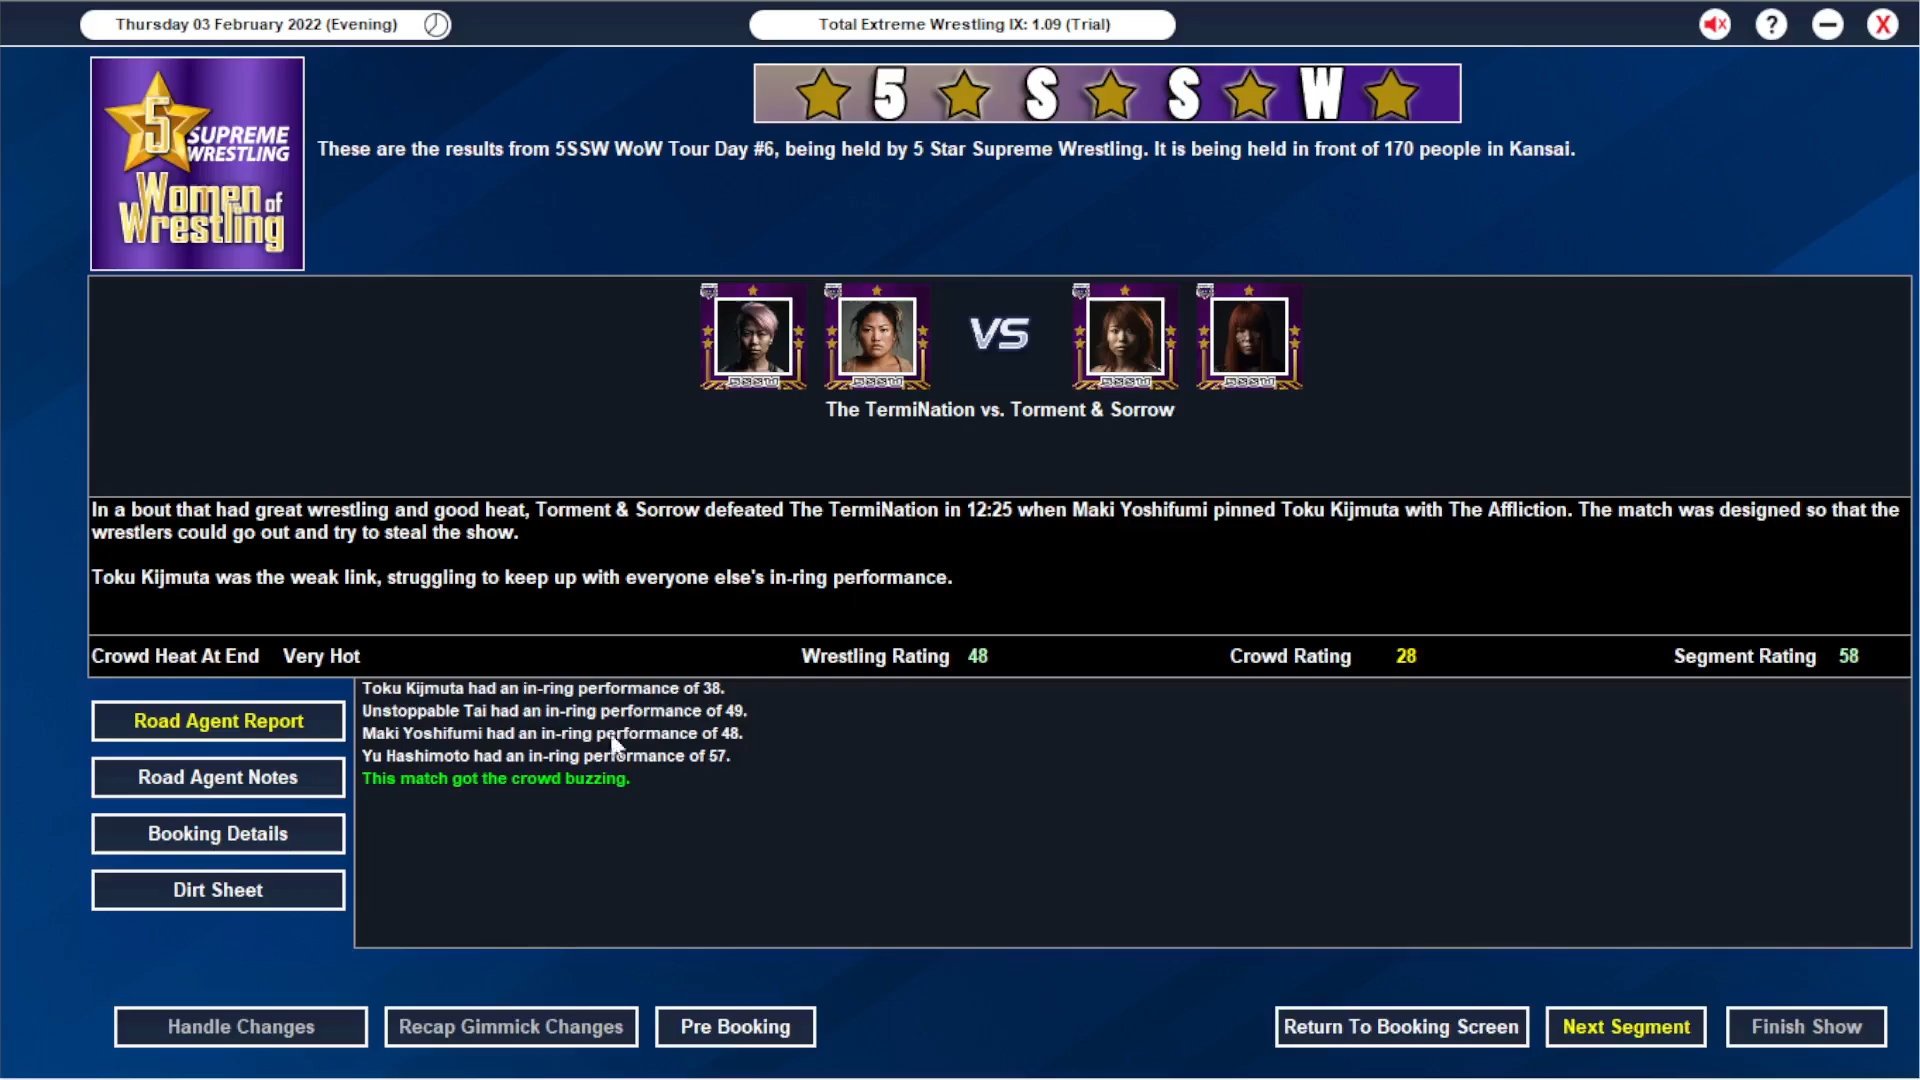 Thursday 03 February 2022 (Evening)
Total Extreme Wrestling IX: 1.09 (Trial)
?
X
5 SUPREME
WRESTLING
Women of
Wrestling
5 S S W
These are the results from 5SSW WoW Tour Day #6, being held by 5 Star Supreme Wrestling. It is being held in front of 170 people in Kansai.
VS
5SSW
5SSW
5SSW
5SSW
The TermiNation vs. Torment & Sorrow
In a bout that had great wrestling and good heat, Torment & Sorrow defeated The TermiNation in 12:25 when Maki Yoshifumi pinned Toku Kijmuta with The Affliction. The match was designed so that the
wrestlers could go out and try to steal the show.
Toku Kijmuta was the weak link, struggling to keep up with everyone else's in-ring performance.
Crowd Heat At End Very Hot Wrestling Rating 48 Crowd Rating 28 Segment Rating 58
Road Agent Report
Road Agent Notes
Booking Details
Dirt Sheet
Toku Kijmuta had an in-ring performance of 38.
Unstoppable Tai had an in-ring performance of 49.
Maki Yoshifumi had an in-ring performance of 48.
Yu Hashimoto had an in-ring performance of 57.
This match got the crowd buzzing.
Handle Changes
Recap Gimmick Changes
Pre Booking
Return To Booking Screen
Next Segment
Finish Show